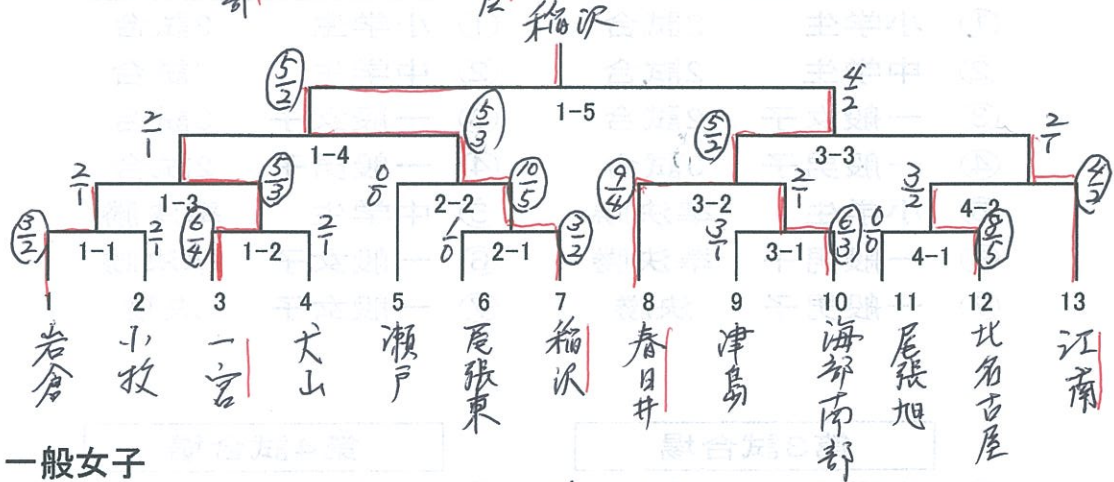 稲沢
5/2 4/2
1-5
2/1 5/3 5/2 2/1
1-4 3-3
2/1 5/3 0/0 10/5 9/4 2/1 3/2 4/2
1-3 2-2 3-2 4-2
3/2 2/1 6/4 2/1 1/0 3/2 3/1 6/3 0/0 8/5
1-1 1-2 2-1 3-1 4-1
1 2 3 4 5 6 7 8 9 10 11 12 13
岩倉 小牧 一宮 犬山 瀬戸 尾張東 稲沢 春日井 津島 海部南部 尾張旭 北名古屋 江南
一般女子